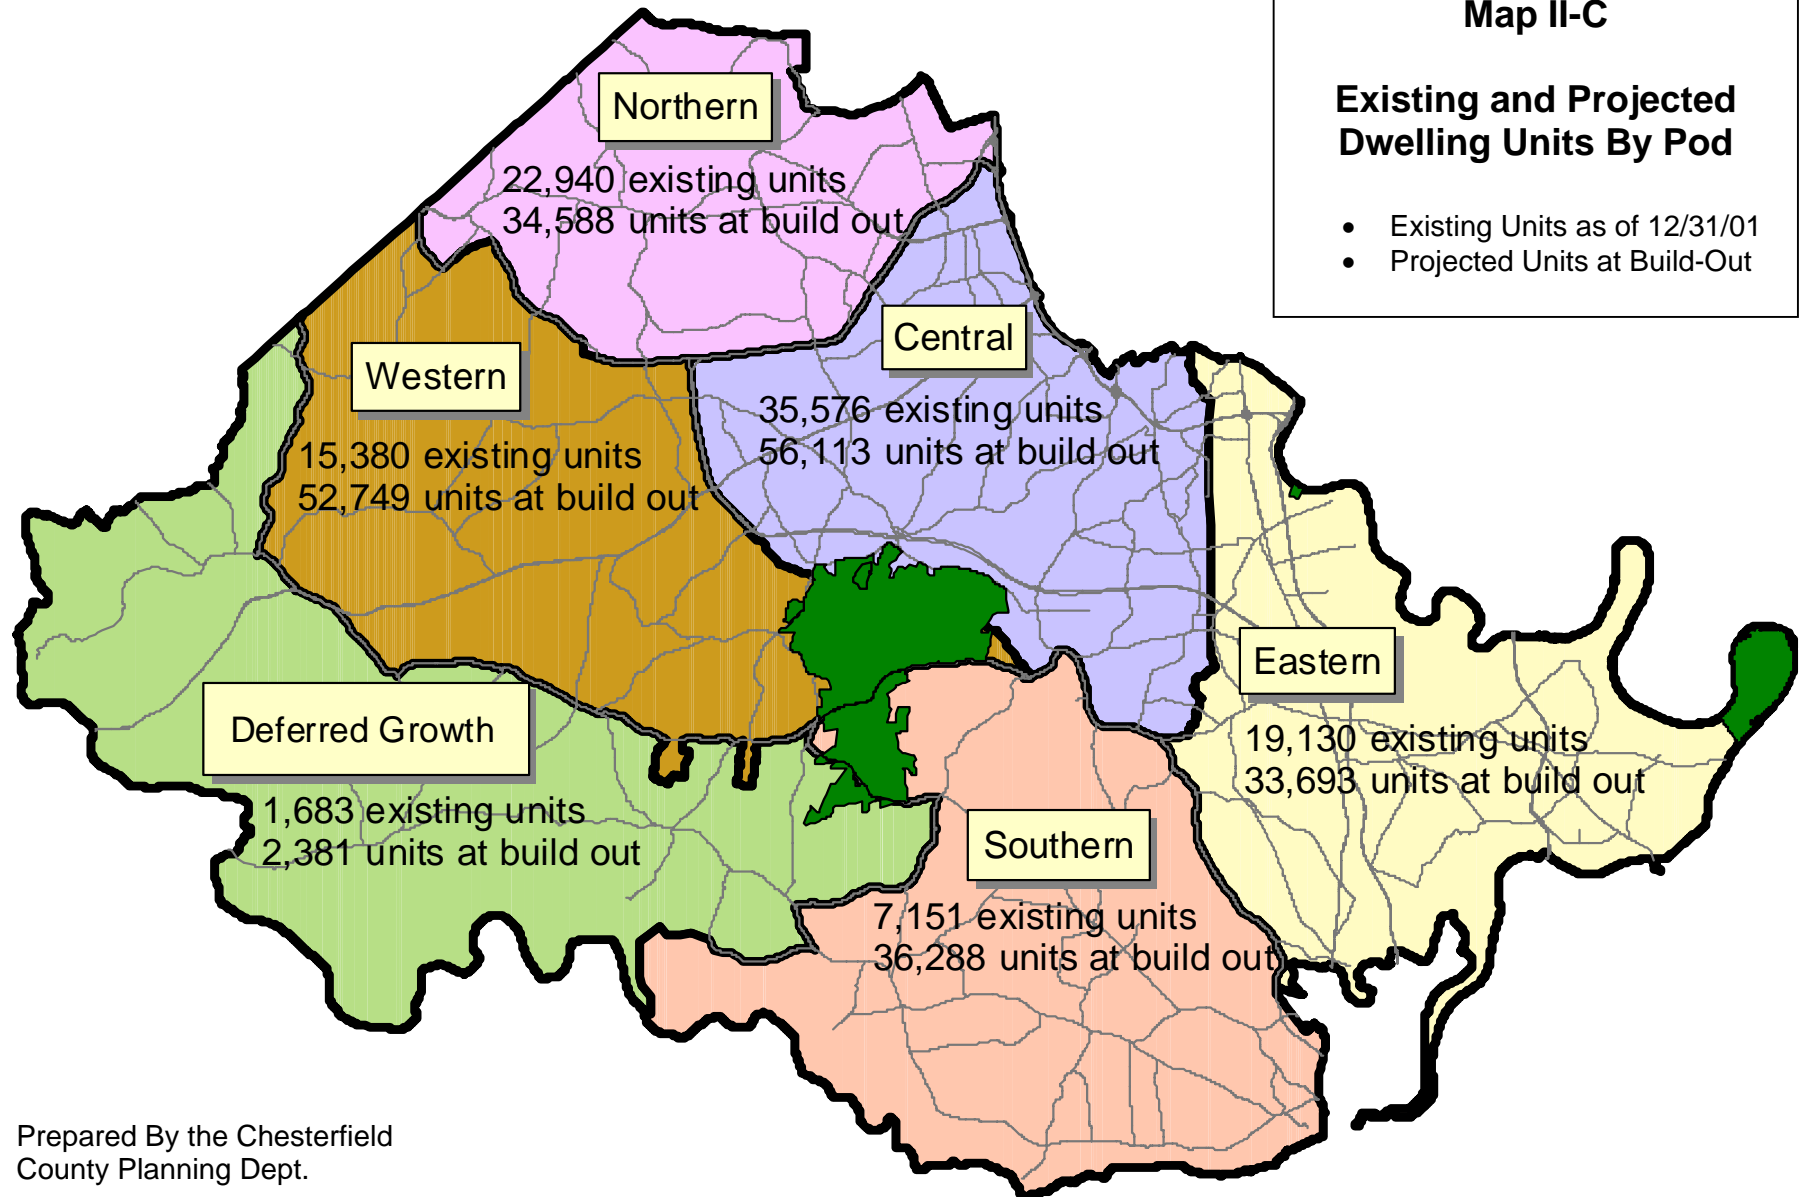 Map II-C
Existing and Projected
Dwelling Units By Pod
• Existing Units as of 12/31/01
• Projected Units at Build-Out
Northern
22,940 existing units
34,588 units at build out
Central
35,576 existing units
56,113 units at build out
Western
15,380 existing units
52,749 units at build out
Eastern
19,130 existing units
33,693 units at build out
Deferred Growth
1,683 existing units
2,381 units at build out
Southern
7,151 existing units
36,288 units at build out
Prepared By the Chesterfield
County Planning Dept.